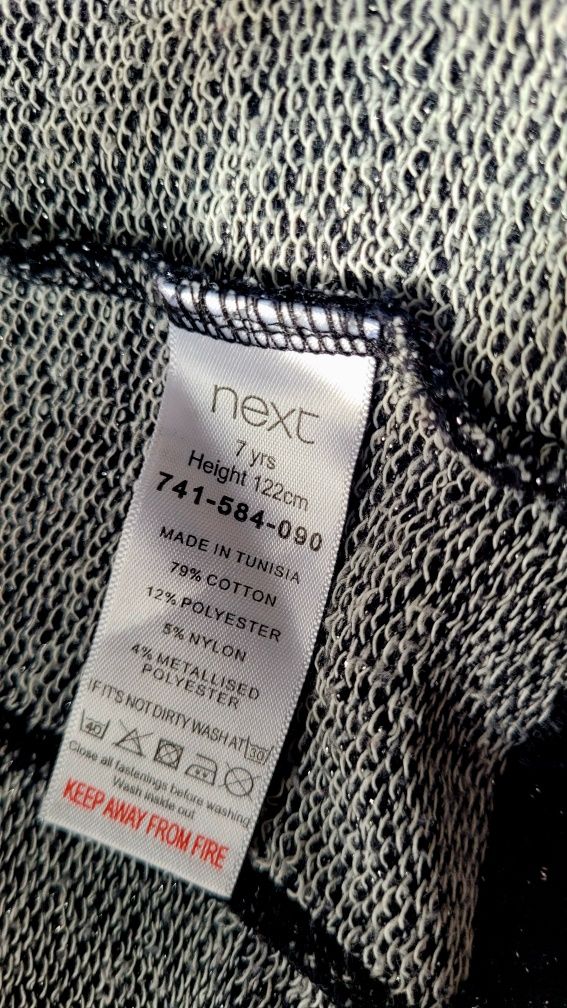 next
7 yrs
Height 122cm
741-584-090
MADE IN TUNISIA
79% COTTON
12% POLYESTER
5% NYLON
4% METALLISED
POLYESTER
IF IT'S NOT DIRTY WASH AT 30
40
Close all fastenings before washing
Wash inside out
KEEP AWAY FROM FIRE